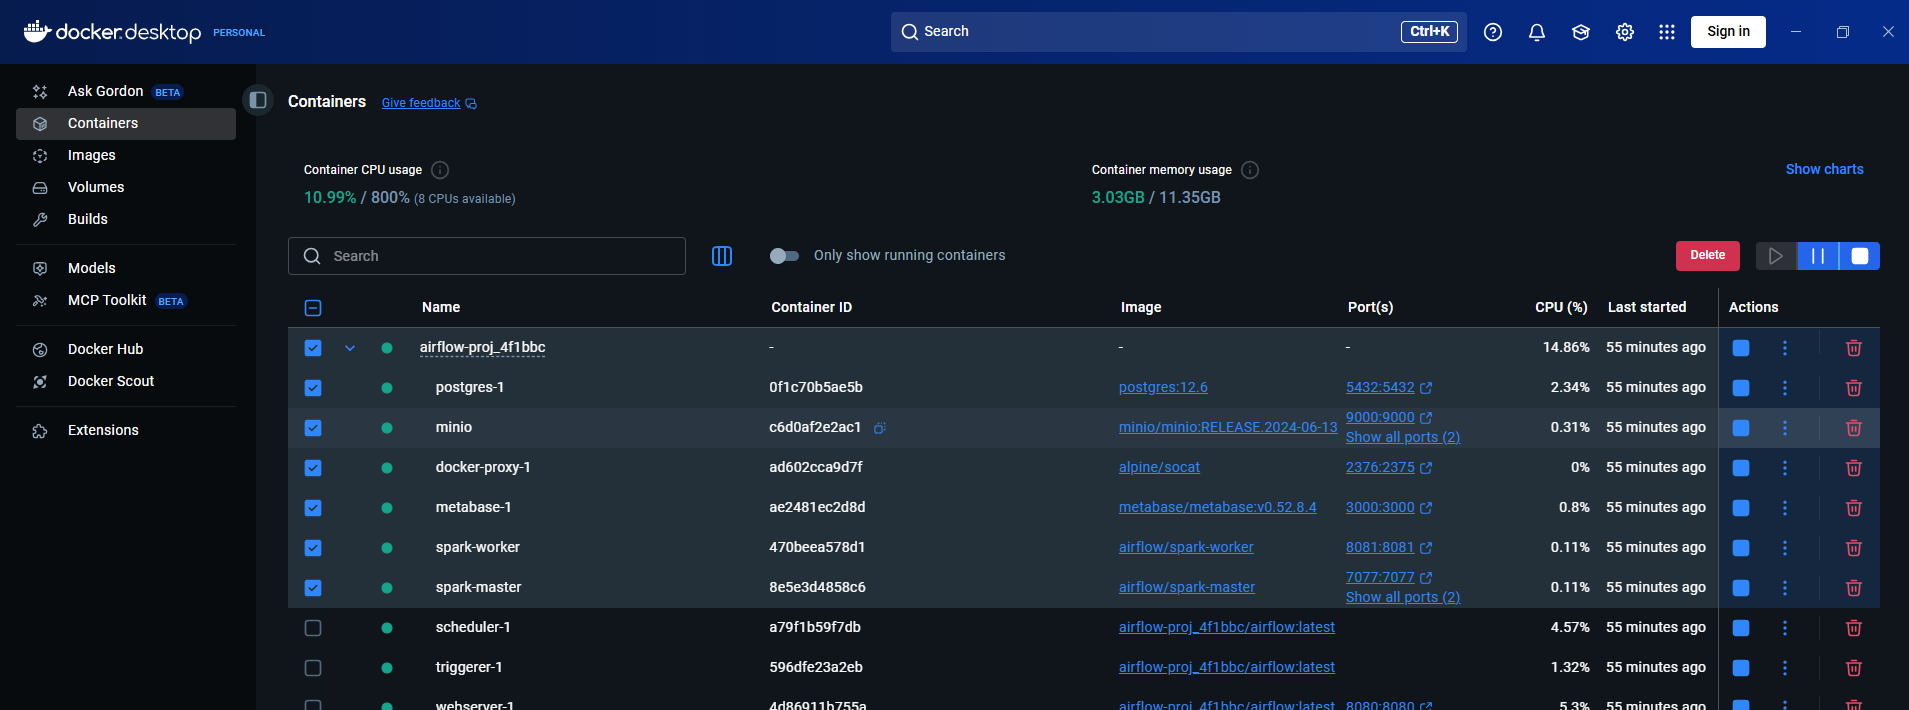 docker.desktop PERSONAL
Search Ctrl+K Sign in
Ask Gordon BETA
Containers
Images
Volumes
Builds
Models
MCP Toolkit BETA
Docker Hub
Docker Scout
Extensions
Containers Give feedback
Container CPU usage
10.99% / 800% (8 CPUs available)
Container memory usage
3.03GB / 11.35GB
Show charts
Search
Only show running containers
Delete
Name Container ID Image Port(s) CPU (%) Last started Actions
airflow-proj_4f1bbc - - - 14.86% 55 minutes ago
postgres-1 0f1c70b5ae5b postgres:12.6 5432:5432 2.34% 55 minutes ago
minio c6d0af2e2ac1 minio/minio:RELEASE.2024-06-13 9000:9000 0.31% 55 minutes ago
Show all ports (2)
docker-proxy-1 ad602cca9d7f alpine/socat 2376:2375 0% 55 minutes ago
metabase-1 ae2481ec2d8d metabase/metabase:v0.52.8.4 3000:3000 0.8% 55 minutes ago
spark-worker 470beea578d1 airflow/spark-worker 8081:8081 0.11% 55 minutes ago
spark-master 8e5e3d4858c6 airflow/spark-master 7077:7077 0.11% 55 minutes ago
Show all ports (2)
scheduler-1 a79f1b59f7db airflow-proj_4f1bbc/airflow:latest 4.57% 55 minutes ago
triggerer-1 596dfe23a2eb airflow-proj_4f1bbc/airflow:latest 1.32% 55 minutes ago
webserver-1 4d86911b755a airflow-proj_4f1bbc/airflow:latest 8080:8080 5.3% 55 minutes ago